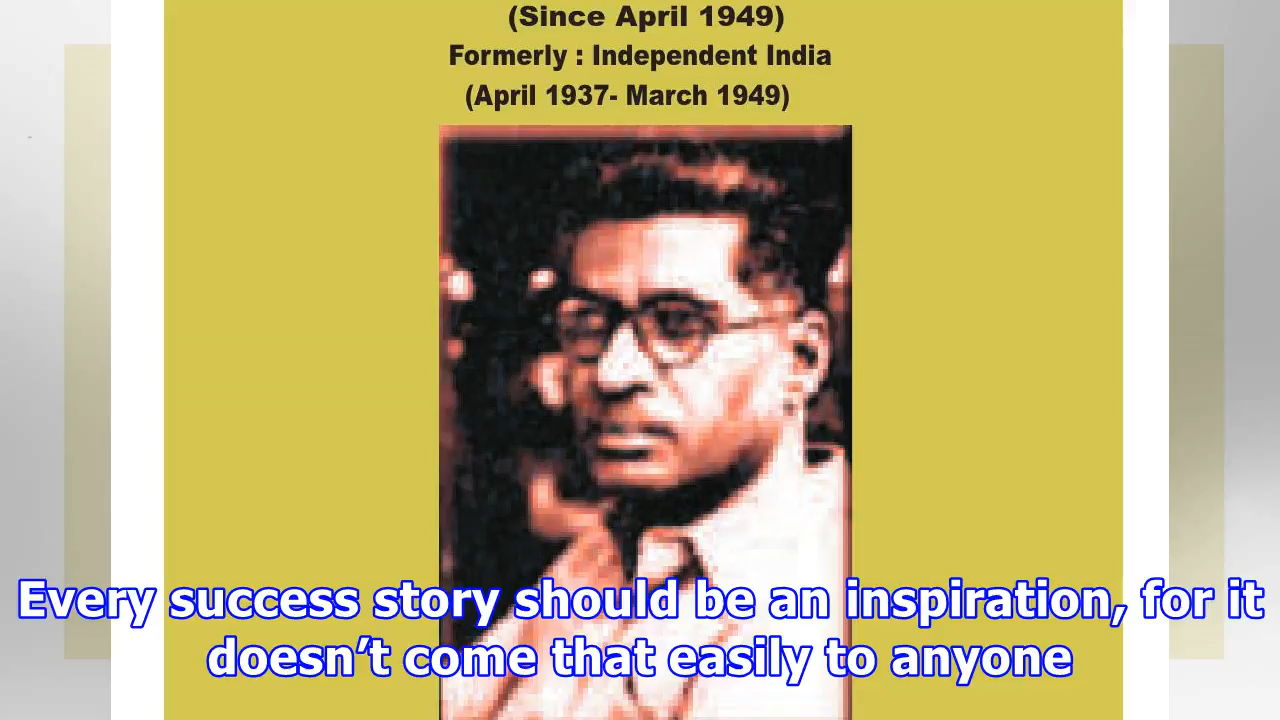 (Since April 1949)
Formerly : Independent India
(April 1937- March 1949)
Every success story should be an inspiration, for it
doesn’t come that easily to anyone